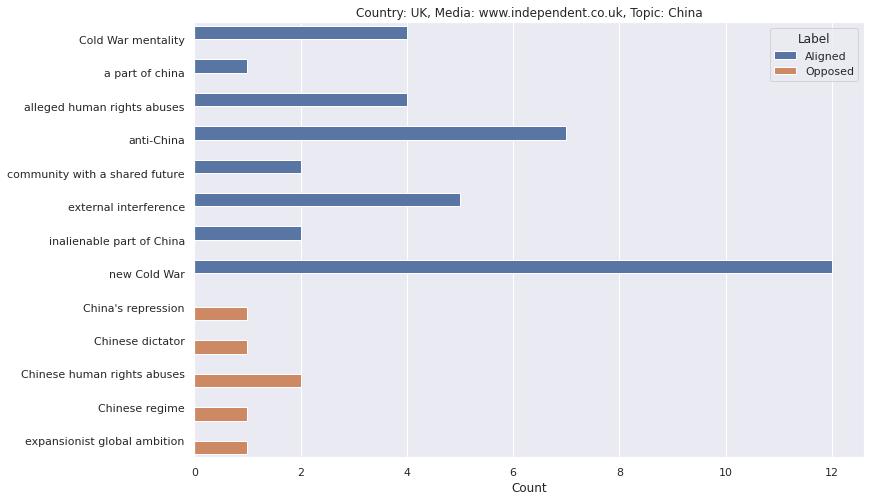 Country: UK, Media: www.independent.co.uk, Topic: China
Label
Aligned
Opposed
Cold War mentality
a part of china
alleged human rights abuses
anti-China
community with a shared future
external interference
inalienable part of China
new Cold War
China's repression
Chinese dictator
Chinese human rights abuses
Chinese regime
expansionist global ambition
0 2 4 6 8 10 12
Count